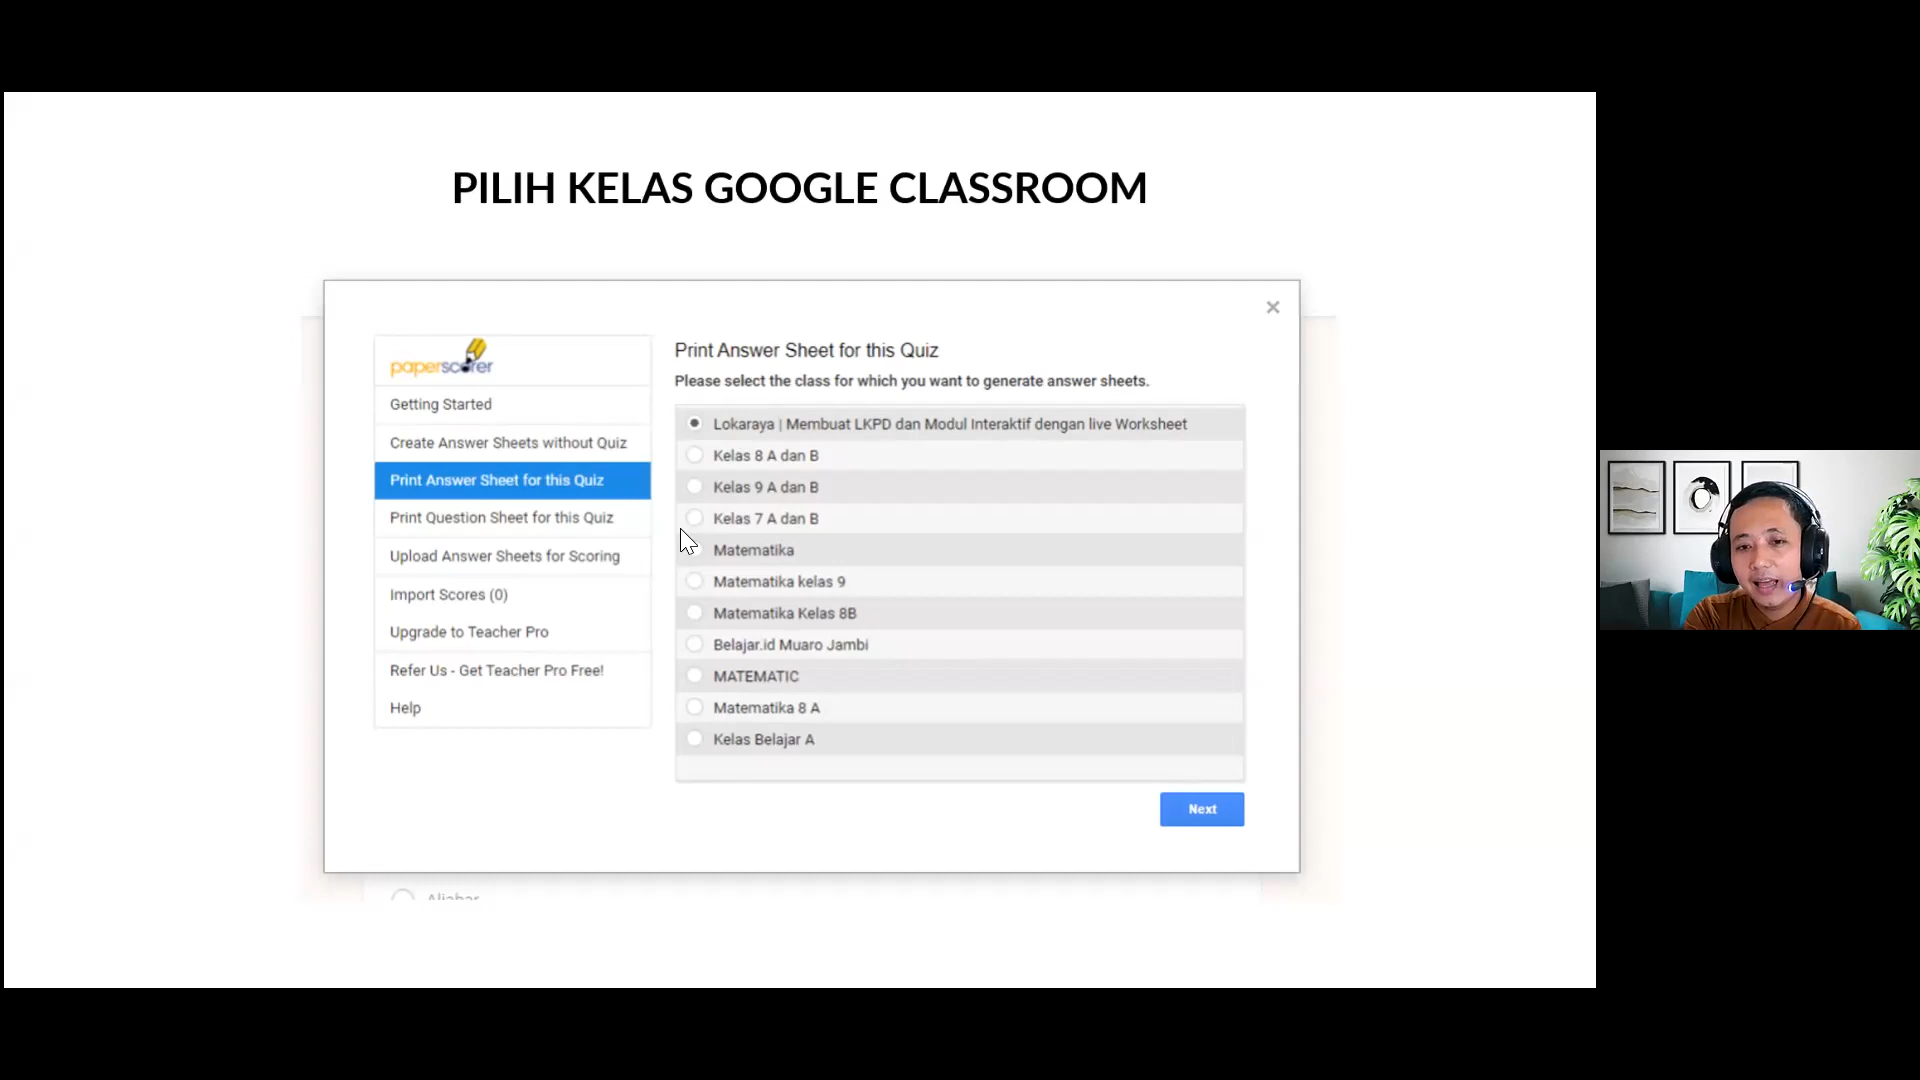 PILIH KELAS GOOGLE CLASSROOM
×
paperscorer
Getting Started
Create Answer Sheets without Quiz
Print Answer Sheet for this Quiz
Print Question Sheet for this Quiz
Upload Answer Sheets for Scoring
Import Scores (0)
Upgrade to Teacher Pro
Refer Us - Get Teacher Pro Free!
Help
Print Answer Sheet for this Quiz
Please select the class for which you want to generate answer sheets.
Lokaraya | Membuat LKPD dan Modul Interaktif dengan live Worksheet
Kelas 8 A dan B
Kelas 9 A dan B
Kelas 7 A dan B
Matematika
Matematika kelas 9
Matematika Kelas 8B
Belajar.id Muaro Jambi
MATEMATIC
Matematika 8 A
Kelas Belajar A
Next